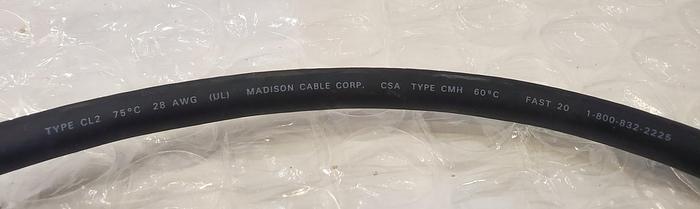 TYPE CL2 75°C 28 AWG (UL) MADISON CABLE CORP. CSA TYPE CMH 60°C FAST 20 1-800-832-2225